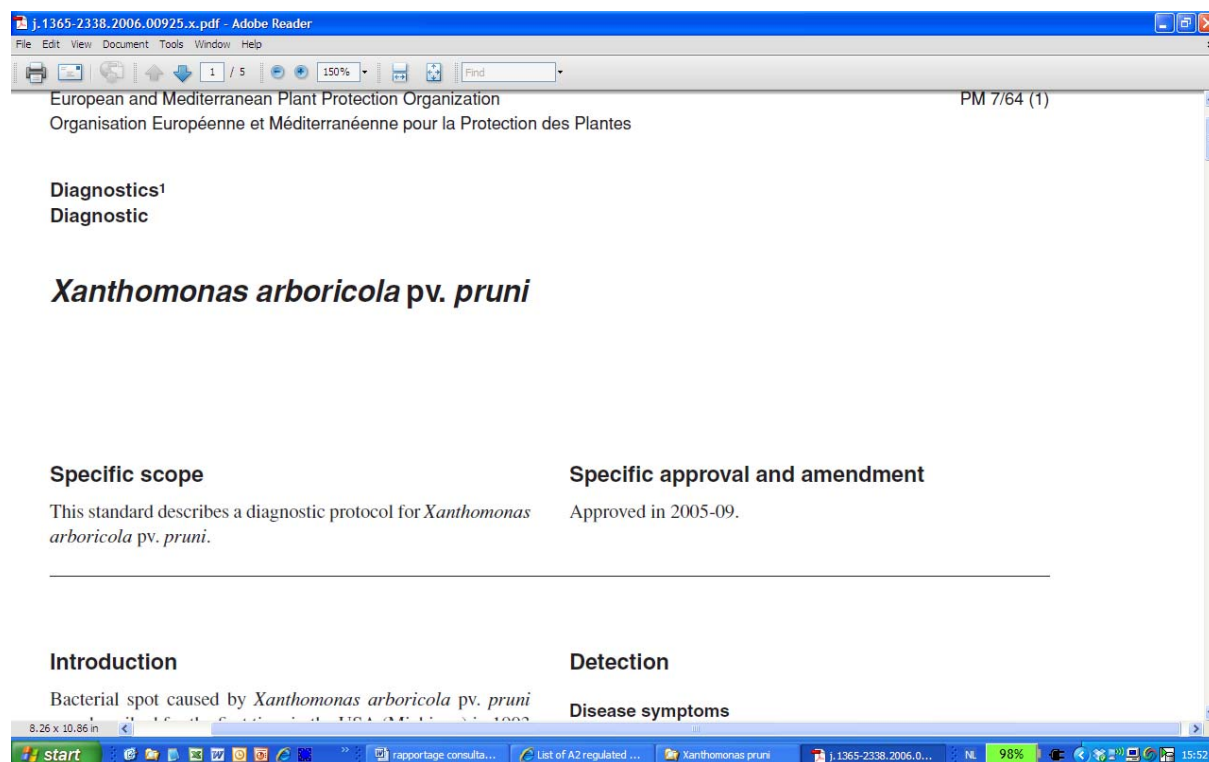 j.1365-2338.2006.00925.x.pdf - Adobe Reader
File Edit View Document Tools Window Help
1 / 5 150% Find
European and Mediterranean Plant Protection Organization PM 7/64 (1)
Organisation Européenne et Méditerranéenne pour la Protection des Plantes
Diagnostics1
Diagnostic
Xanthomonas arboricola pv. pruni
Specific scope
This standard describes a diagnostic protocol for Xanthomonas
arboricola pv. pruni.
Specific approval and amendment
Approved in 2005-09.
Introduction
Bacterial spot caused by Xanthomonas arboricola pv. pruni
Detection
Disease symptoms
8.26 x 10.86 in
start rapportage consulta... List of A2 regulated ... Xanthomonas pruni j.1365-2338.2006.0... NL 98% 15:52